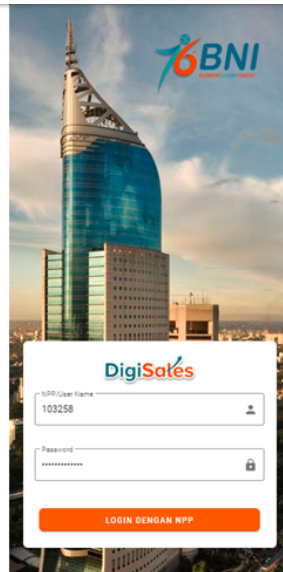 76 BNI
DigiSales
NPP/User Name
103258
Password
•••••••••••••
LOGIN DENGAN NPP